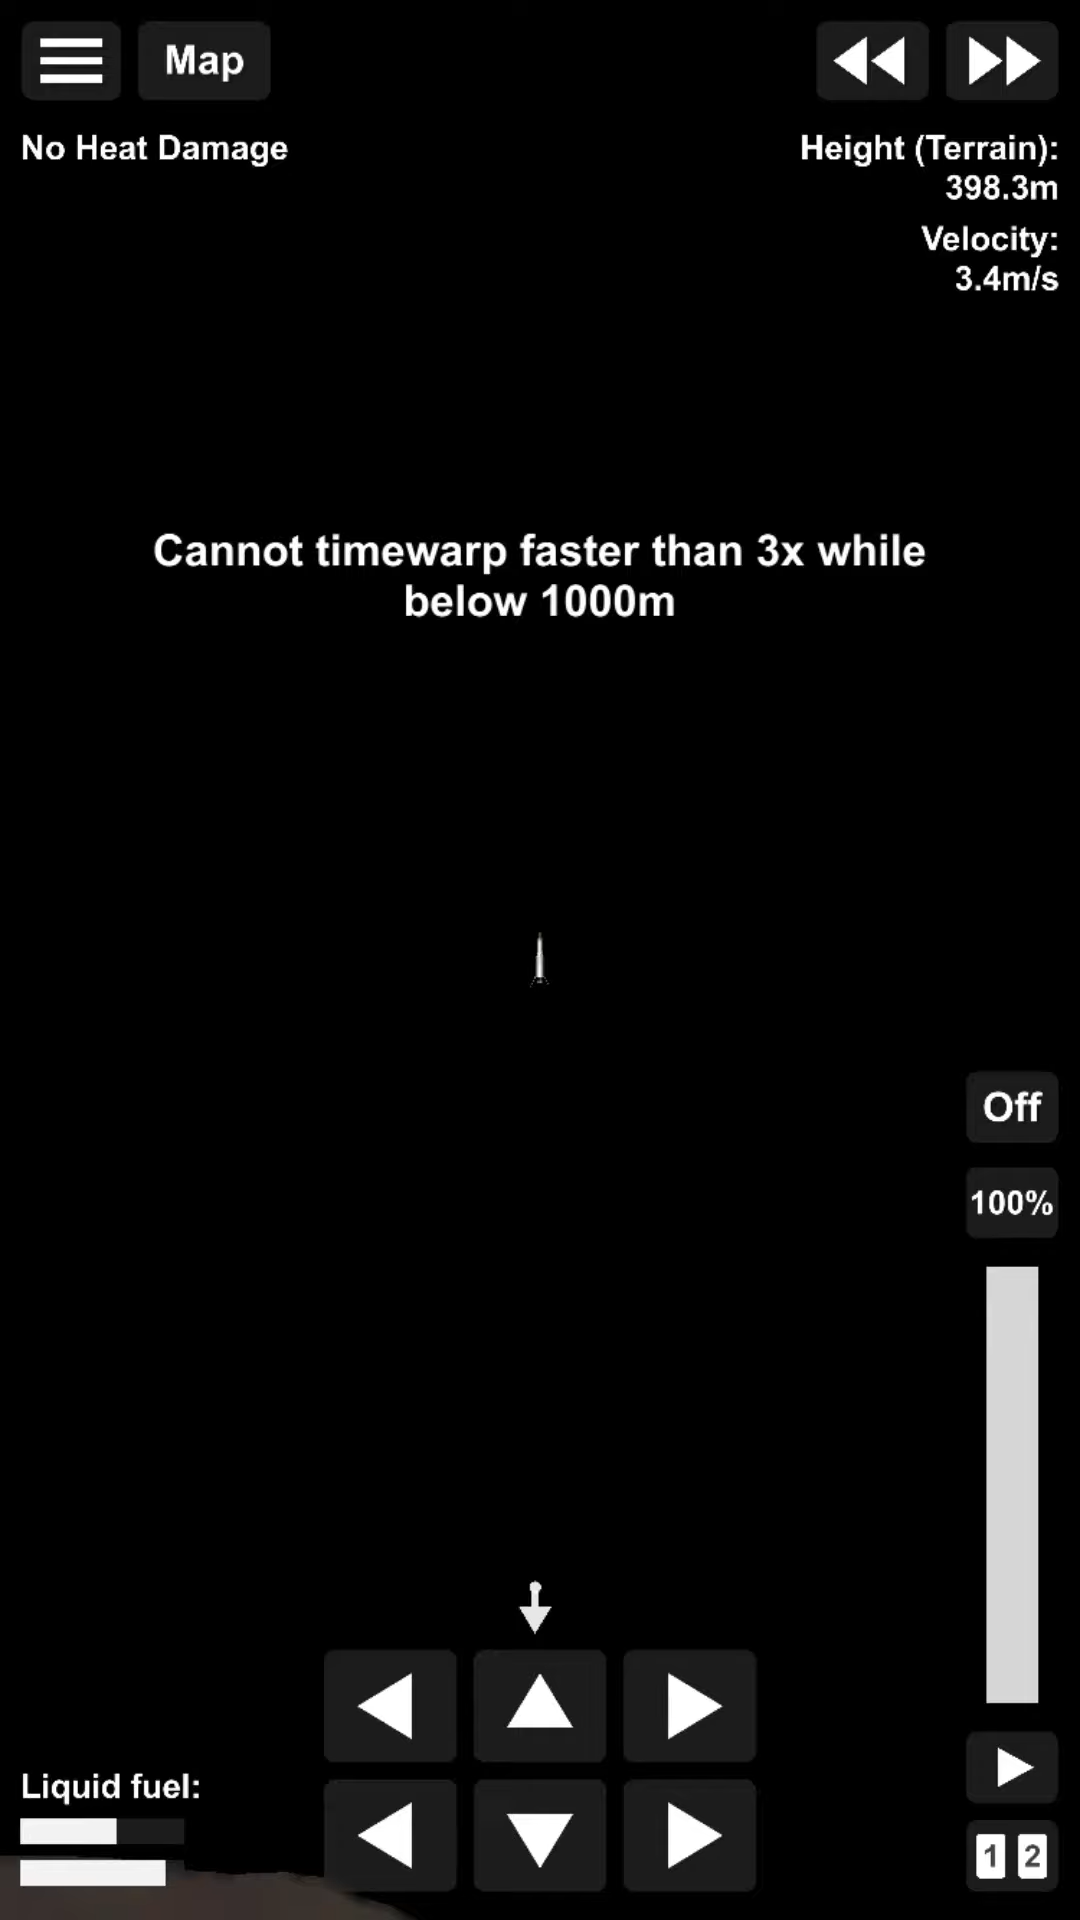 Map
No Heat Damage
Height (Terrain):
398.3m
Velocity:
3.4m/s
Cannot timewarp faster than 3x while
below 1000m
Off
100%
Liquid fuel:
1 2